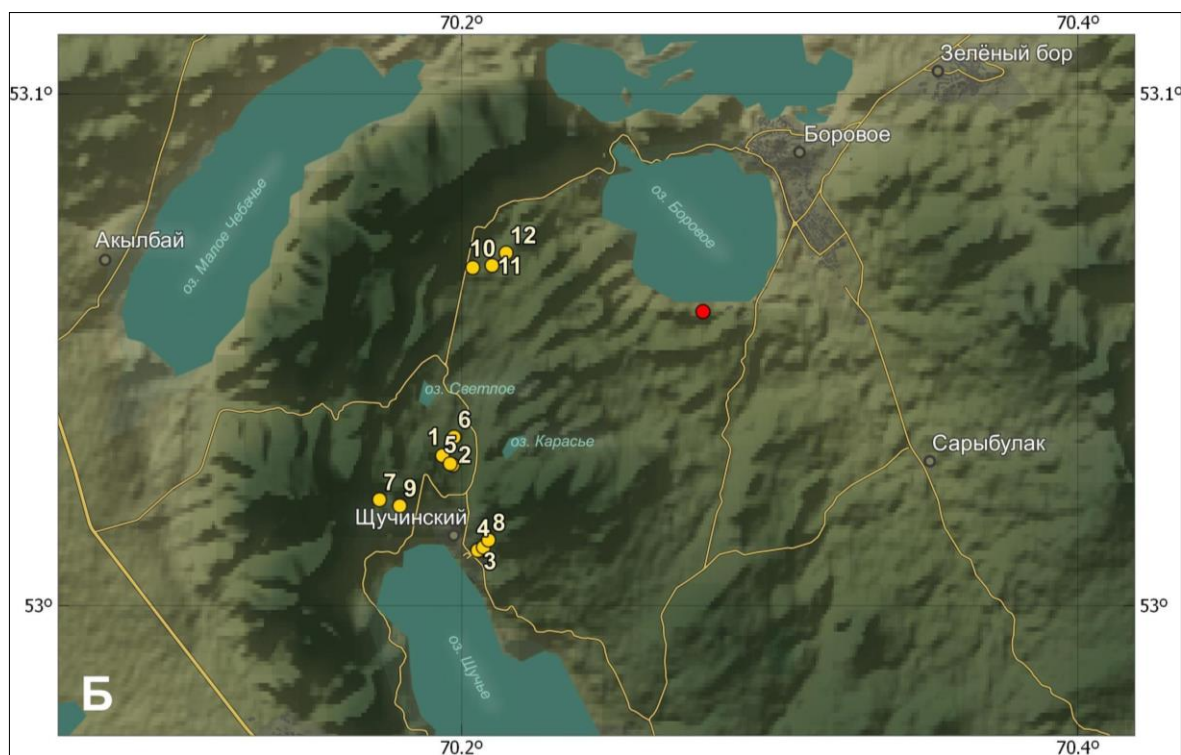 70.2º
70.4º
Зелёный бор
53.1º
53.1º
Боровое
оз. Боровое
оз. Малое Чебачье
Акылбай
12
10
11
оз. Светлое
6
1
5
2
оз. Карасье
Сарыбулак
7
9
Щучинский
4
8
3
53º
53º
оз. Щучье
Б
70.2º
70.4º